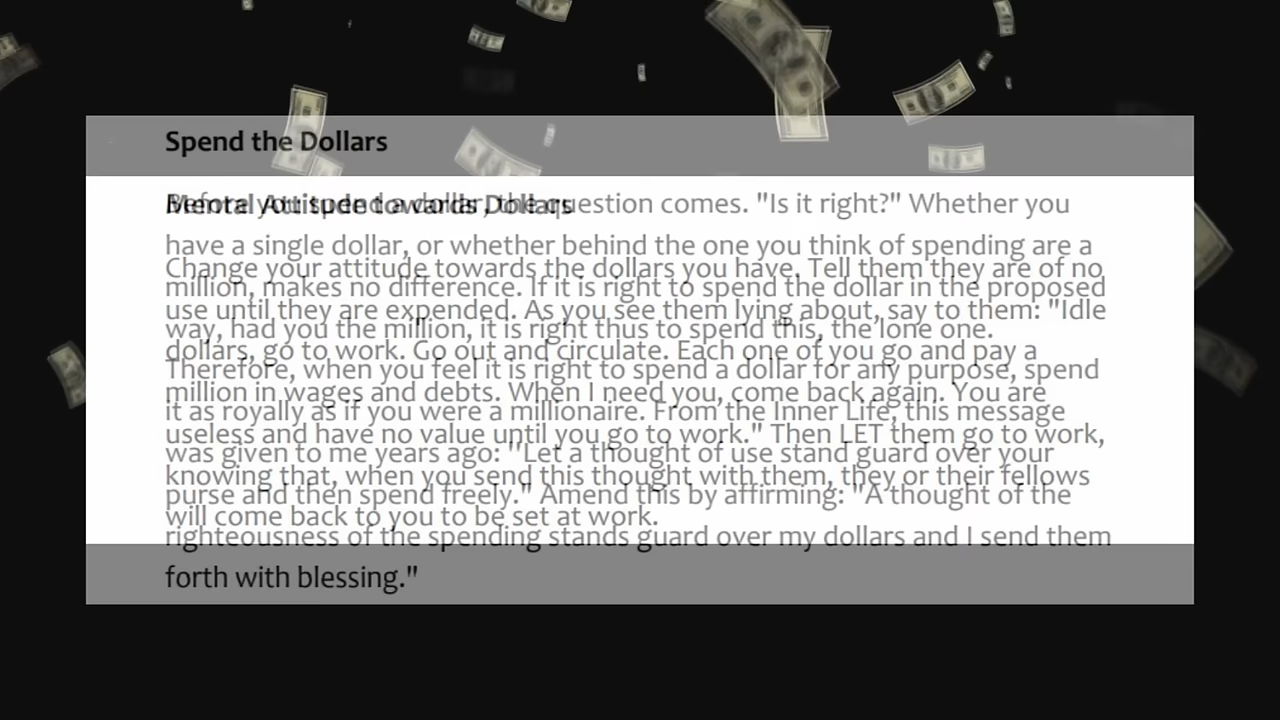 Spend the Dollars
Mental Attitude towards Dollars
Before you spend a dollar, the question comes. "Is it right?" Whether you
have a single dollar, or whether behind the one you think of spending are a
Change your attitude towards the dollars you have. Tell them they are of no
million, makes no difference. If it is right to spend the dollar in the proposed
use until they are expended. As you see them lying about, say to them: "Idle
way, had you the million, it is right thus to spend this, the lone one.
dollars, go to work. Go out and circulate. Each one of you go and pay a
Therefore, when you feel it is right to spend a dollar for any purpose, spend
million in wages and debts. When I need you, come back again. You are
it as royally as if you were a millionaire. From the Inner Life, this message
useless and have no value until you go to work." Then LET them go to work,
was given to me years ago: "Let a thought of use stand guard over your
knowing that, when you send this thought with them, they or their fellows
purse and then spend freely." Amend this by affirming: "A thought of the
will come back to you to be set at work.
righteousness of the spending stands guard over my dollars and I send them
forth with blessing."